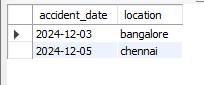 accident_date location
2024-12-03 bangalore
2024-12-05 chennai